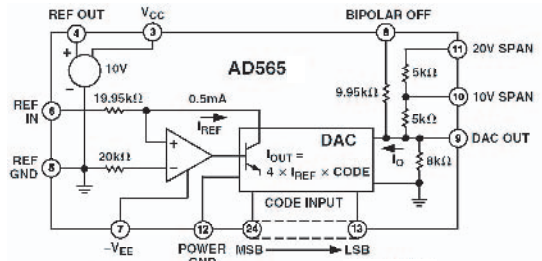 REF OUT
VCC
BIPOLAR OFF
4
3
8
+
–
10V
AD565
11
20V SPAN
5kΩ
9.95kΩ
10
10V SPAN
REF
IN
6
19.95kΩ
0.5mA
IREF
5kΩ
DAC
9
DAC OUT
+
–
IOUT =
4 × IREF × CODE
IO
8kΩ
REF
GND
5
20kΩ
CODE INPUT
7
12
24
13
–VEE
POWER
GND
MSB
LSB